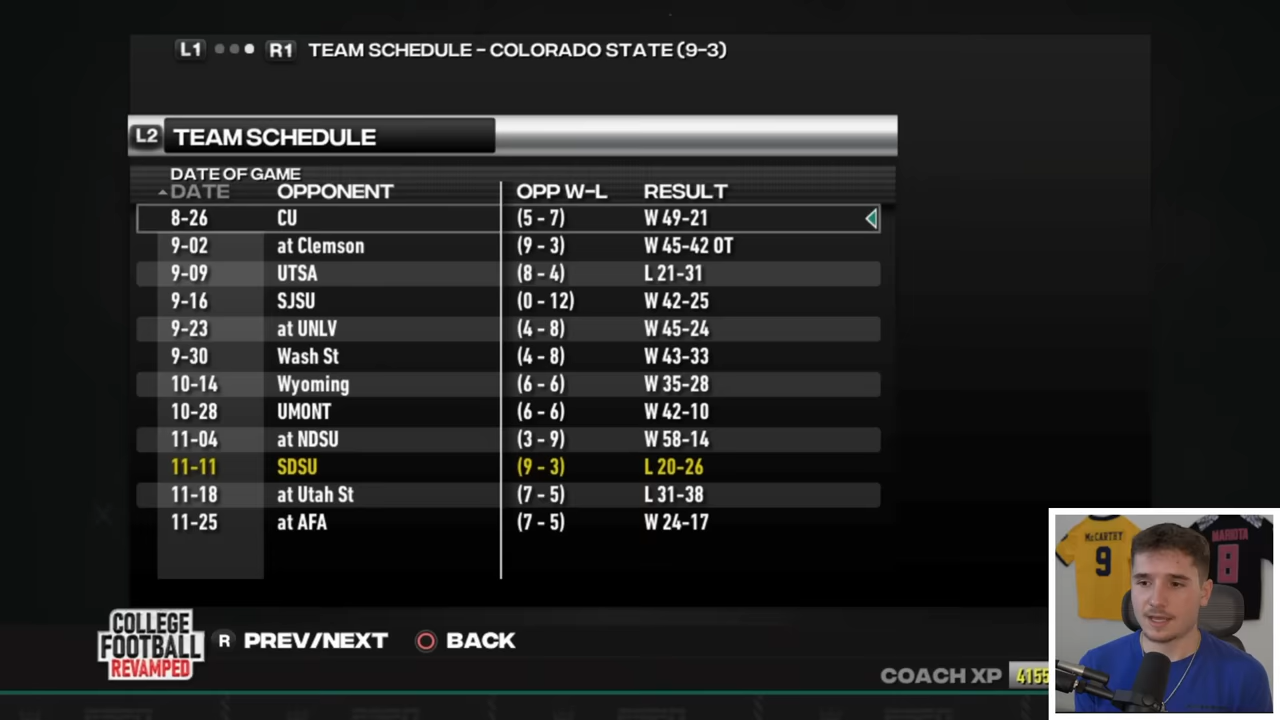 L1 R1 TEAM SCHEDULE - COLORADO STATE (9-3)
L2 TEAM SCHEDULE
DATE OF GAME
DATE OPPONENT OPP W-L RESULT
8-26 CU (5 - 7) W 49-21
9-02 at Clemson (9 - 3) W 45-42 OT
9-09 UTSA (8 - 4) L 21-31
9-16 SJSU (0 - 12) W 42-25
9-23 at UNLV (4 - 8) W 45-24
9-30 Wash St (4 - 8) W 43-33
10-14 Wyoming (6 - 6) W 35-28
10-28 UMONT (6 - 6) W 42-10
11-04 at NDSU (3 - 9) W 58-14
11-11 SDSU (9 - 3) L 20-26
11-18 at Utah St (7 - 5) L 31-38
11-25 at AFA (7 - 5) W 24-17
McCARTHY
9
MARIOTA
8
COLLEGE
FOOTBALL
REVAMPED
R PREV/NEXT BACK
COACH XP 4155